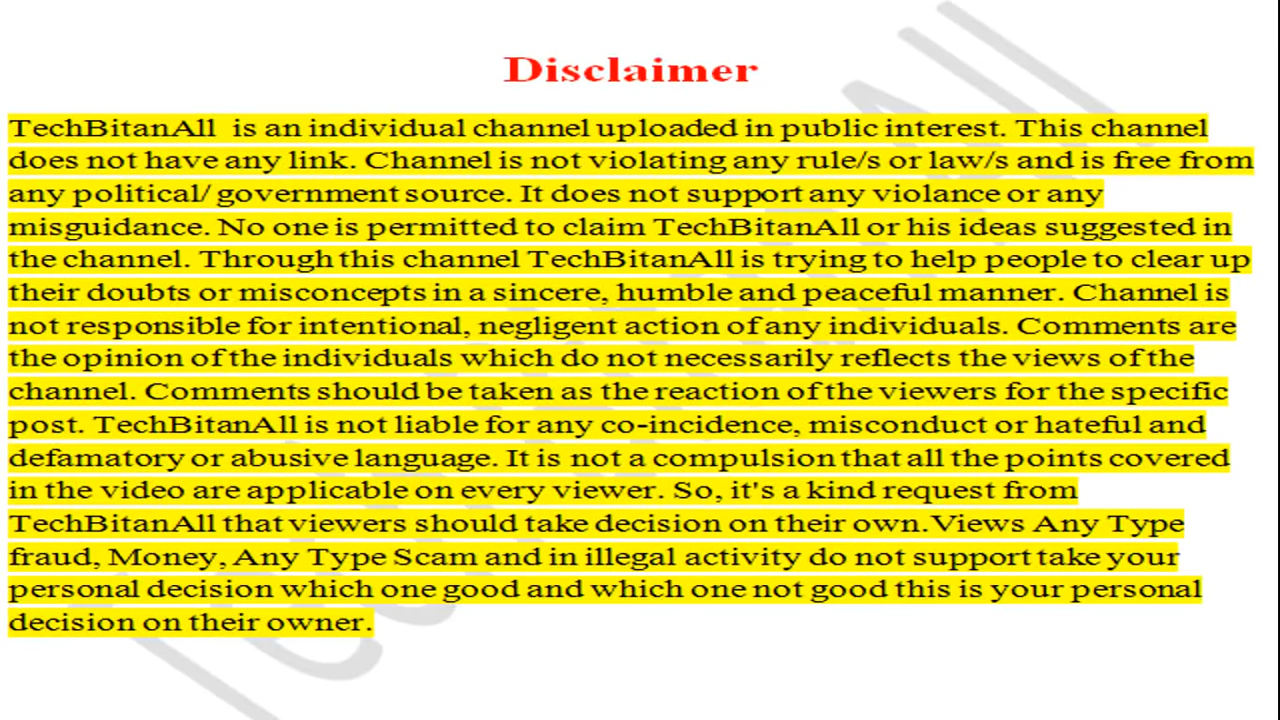 Disclaimer
TechBitanAll is an individual channel uploaded in public interest. This channel
does not have any link. Channel is not violating any rule/s or law/s and is free from
any political/ government source. It does not support any violance or any
misguidance. No one is permitted to claim TechBitanAll or his ideas suggested in
the channel. Through this channel TechBitanAll is trying to help people to clear up
their doubts or misconcepts in a sincere, humble and peaceful manner. Channel is
not responsible for intentional, negligent action of any individuals. Comments are
the opinion of the individuals which do not necessarily reflects the views of the
channel. Comments should be taken as the reaction of the viewers for the specific
post. TechBitanAll is not liable for any co-incidence, misconduct or hateful and
defamatory or abusive language. It is not a compulsion that all the points covered
in the video are applicable on every viewer. So, it's a kind request from
TechBitanAll that viewers should take decision on their own.Views Any Type
fraud, Money, Any Type Scam and in illegal activity do not support take your
personal decision which one good and which one not good this is your personal
decision on their owner.